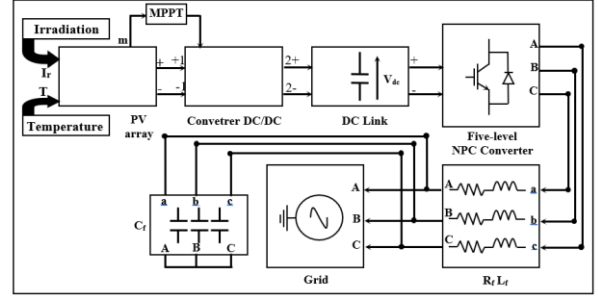 MPPT
Irradiation
m
Ir
T
Temperature
+ +1
- -1
PV
array
Convetrer DC/DC
2+
2-
Vdc
DC Link
+
-
A
B
C
Five-level
NPC Converter
a b c
Cf
A B C
A
B
C
Grid
A a
B b
C c
Rf Lf